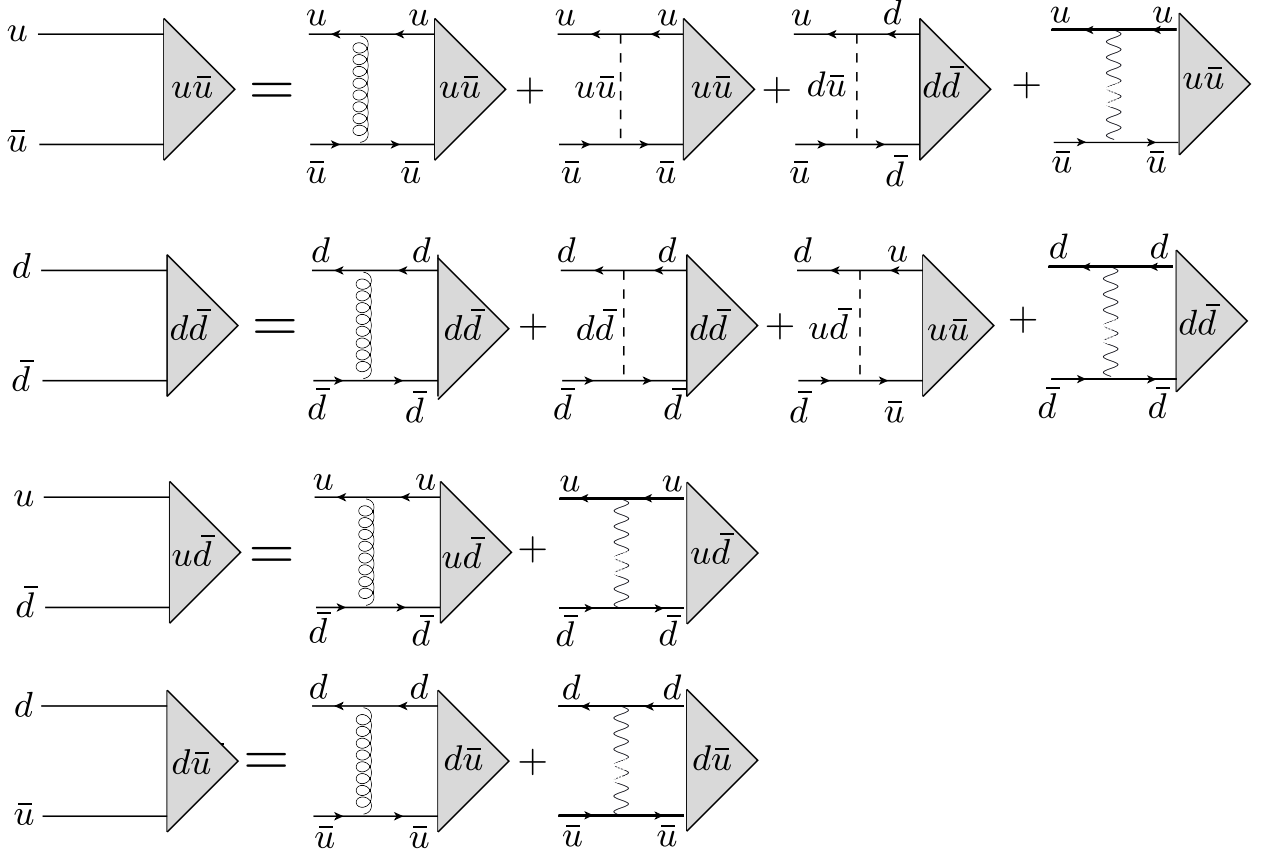 u u u u u u d u u
uū = uū + uū uū + dū dd̄ + uū
ū ū ū ū ū ū d̄ ū ū
d d d d d d u d d
dd̄ = dd̄ + dd̄ dd̄ + ud̄ uū + dd̄
d̄ d̄ d̄ d̄ d̄ d̄ ū d̄ d̄
u u u u u
ud̄ = ud̄ + ud̄
d̄ d̄ d̄ d̄ d̄
d d d d d
dū = dū + dū
ū ū ū ū ū